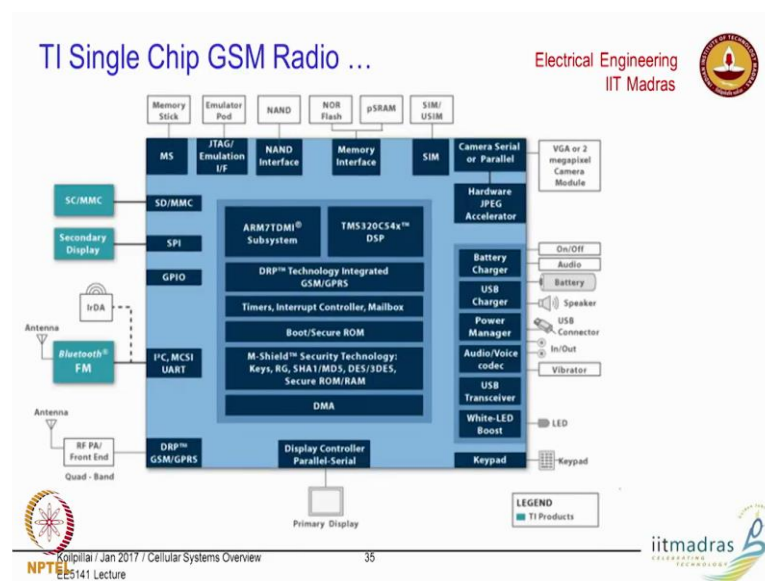 TI Single Chip GSM Radio …
Electrical Engineering
IIT Madras
Memory
Stick
Emulator
Pod
NAND
NOR
Flash
pSRAM
SIM/
USIM
MS
JTAG/
Emulation
I/F
NAND
Interface
Memory
Interface
SIM
Camera Serial
or Parallel
VGA or 2
megapixel
Camera
Module
Hardware
JPEG
Accelerator
SC/MMC
SD/MMC
Secondary
Display
SPI
GPIO
IrDA
Antenna
Bluetooth®
FM
I²C, MCSI
UART
Antenna
RF PA/
Front End
Quad - Band
DRP™
GSM/GPRS
ARM7TDMI®
Subsystem
TMS320C54x™
DSP
DRP™ Technology Integrated
GSM/GPRS
Timers, Interrupt Controller, Mailbox
Boot/Secure ROM
M-Shield™ Security Technology:
Keys, RG, SHA1/MD5, DES/3DES,
Secure ROM/RAM
DMA
Display Controller
Parallel-Serial
Primary Display
Battery
Charger
USB
Charger
Power
Manager
Audio/Voice
codec
USB
Transceiver
White-LED
Boost
Keypad
On/Off
Audio
Battery
Speaker
USB
Connector
In/Out
Vibrator
LED
Keypad
LEGEND
TI Products
Koilpillai / Jan 2017 / Cellular Systems Overview
35
EE5141 Lecture
NPTEL
iitmadras
CELEBRATING
TECHNOLOGY